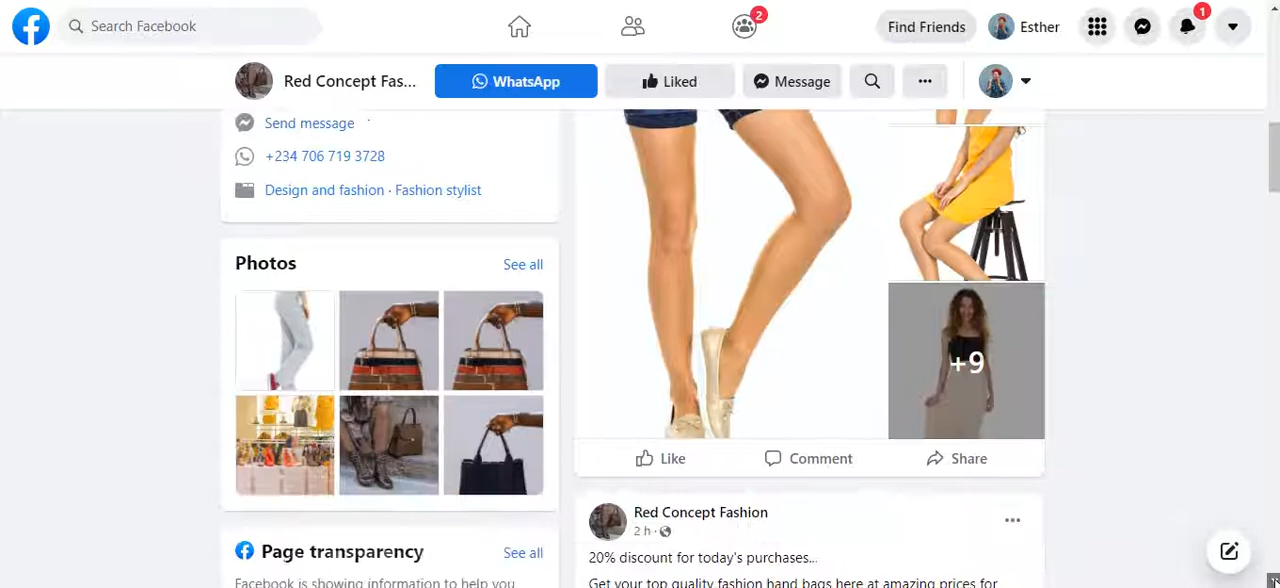 Search Facebook
2
Find Friends
Esther
1
Red Concept Fas...
WhatsApp
Liked
Message
Send message
+234 706 719 3728
Design and fashion · Fashion stylist
Photos
See all
+9
Like
Comment
Share
Red Concept Fashion
2 h ·
20% discount for today's purchases...
Get your top quality fashion hand bags here at amazing prices for
Page transparency
See all
Facebook is showing information to help you